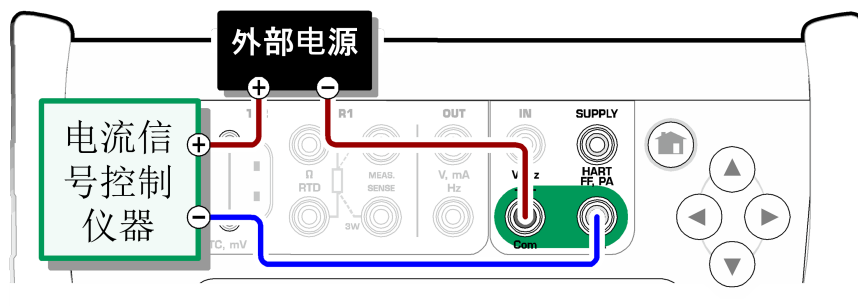 外部电源
+
−
电流信
号控制
仪器
+
−
R1
OUT
IN
SUPPLY
Ω
RTD
MEAS.
SENSE
3W
V, mA
Hz
HART
FF, PA
TC, mV
Com